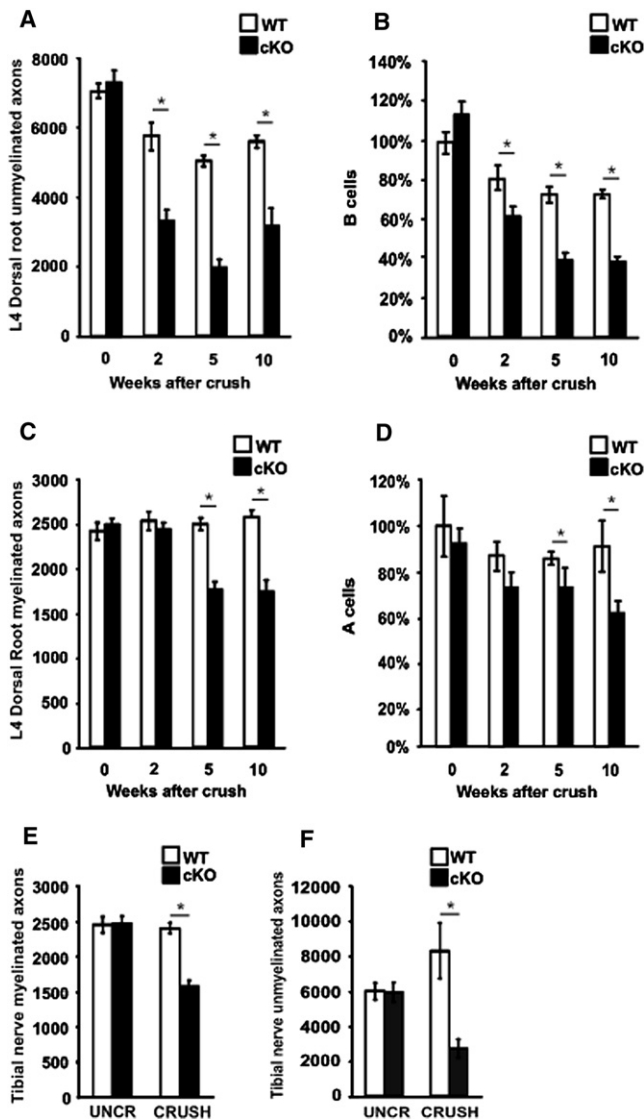 A
WT
cKO
L4 Dorsal root unmyelinated axons
8000
6000
4000
2000
0
* * *
0 2 5 10
Weeks after crush
B
WT
cKO
B cells
140%
120%
100%
80%
60%
40%
20%
0%
* * *
0 2 5 10
Weeks after crush
C
WT
cKO
L4 Dorsal Root myelinated axons
3000
2500
2000
1500
1000
500
0
* *
0 2 5 10
Weeks after crush
D
WT
cKO
A cells
120%
100%
80%
60%
40%
20%
0%
* *
0 2 5 10
Weeks after crush
E
WT
cKO
Tibial nerve myelinated axons
3000
2500
2000
1500
1000
500
0
*
UNCR CRUSH
F
WT
cKO
Tibial nerve unmyelinated axons
12000
10000
8000
6000
4000
2000
0
*
UNCR CRUSH